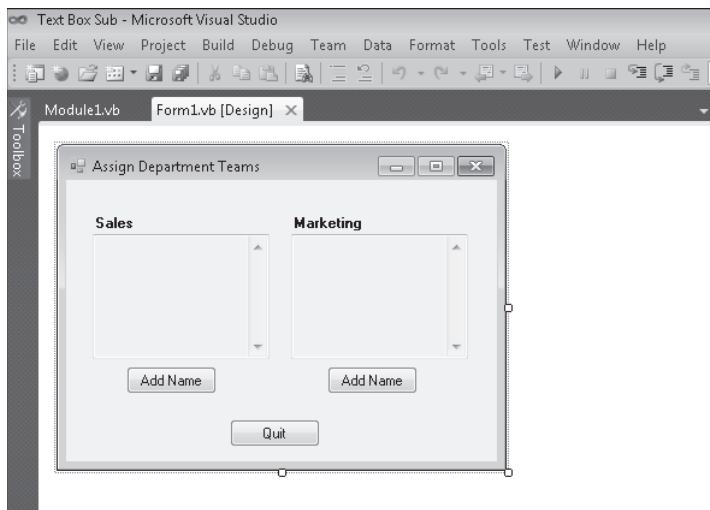 Text Box Sub - Microsoft Visual Studio
File Edit View Project Build Debug Team Data Format Tools Test Window Help
Module1.vb Form1.vb [Design]
Toolbox
Assign Department Teams
Sales Marketing
Add Name Add Name
Quit